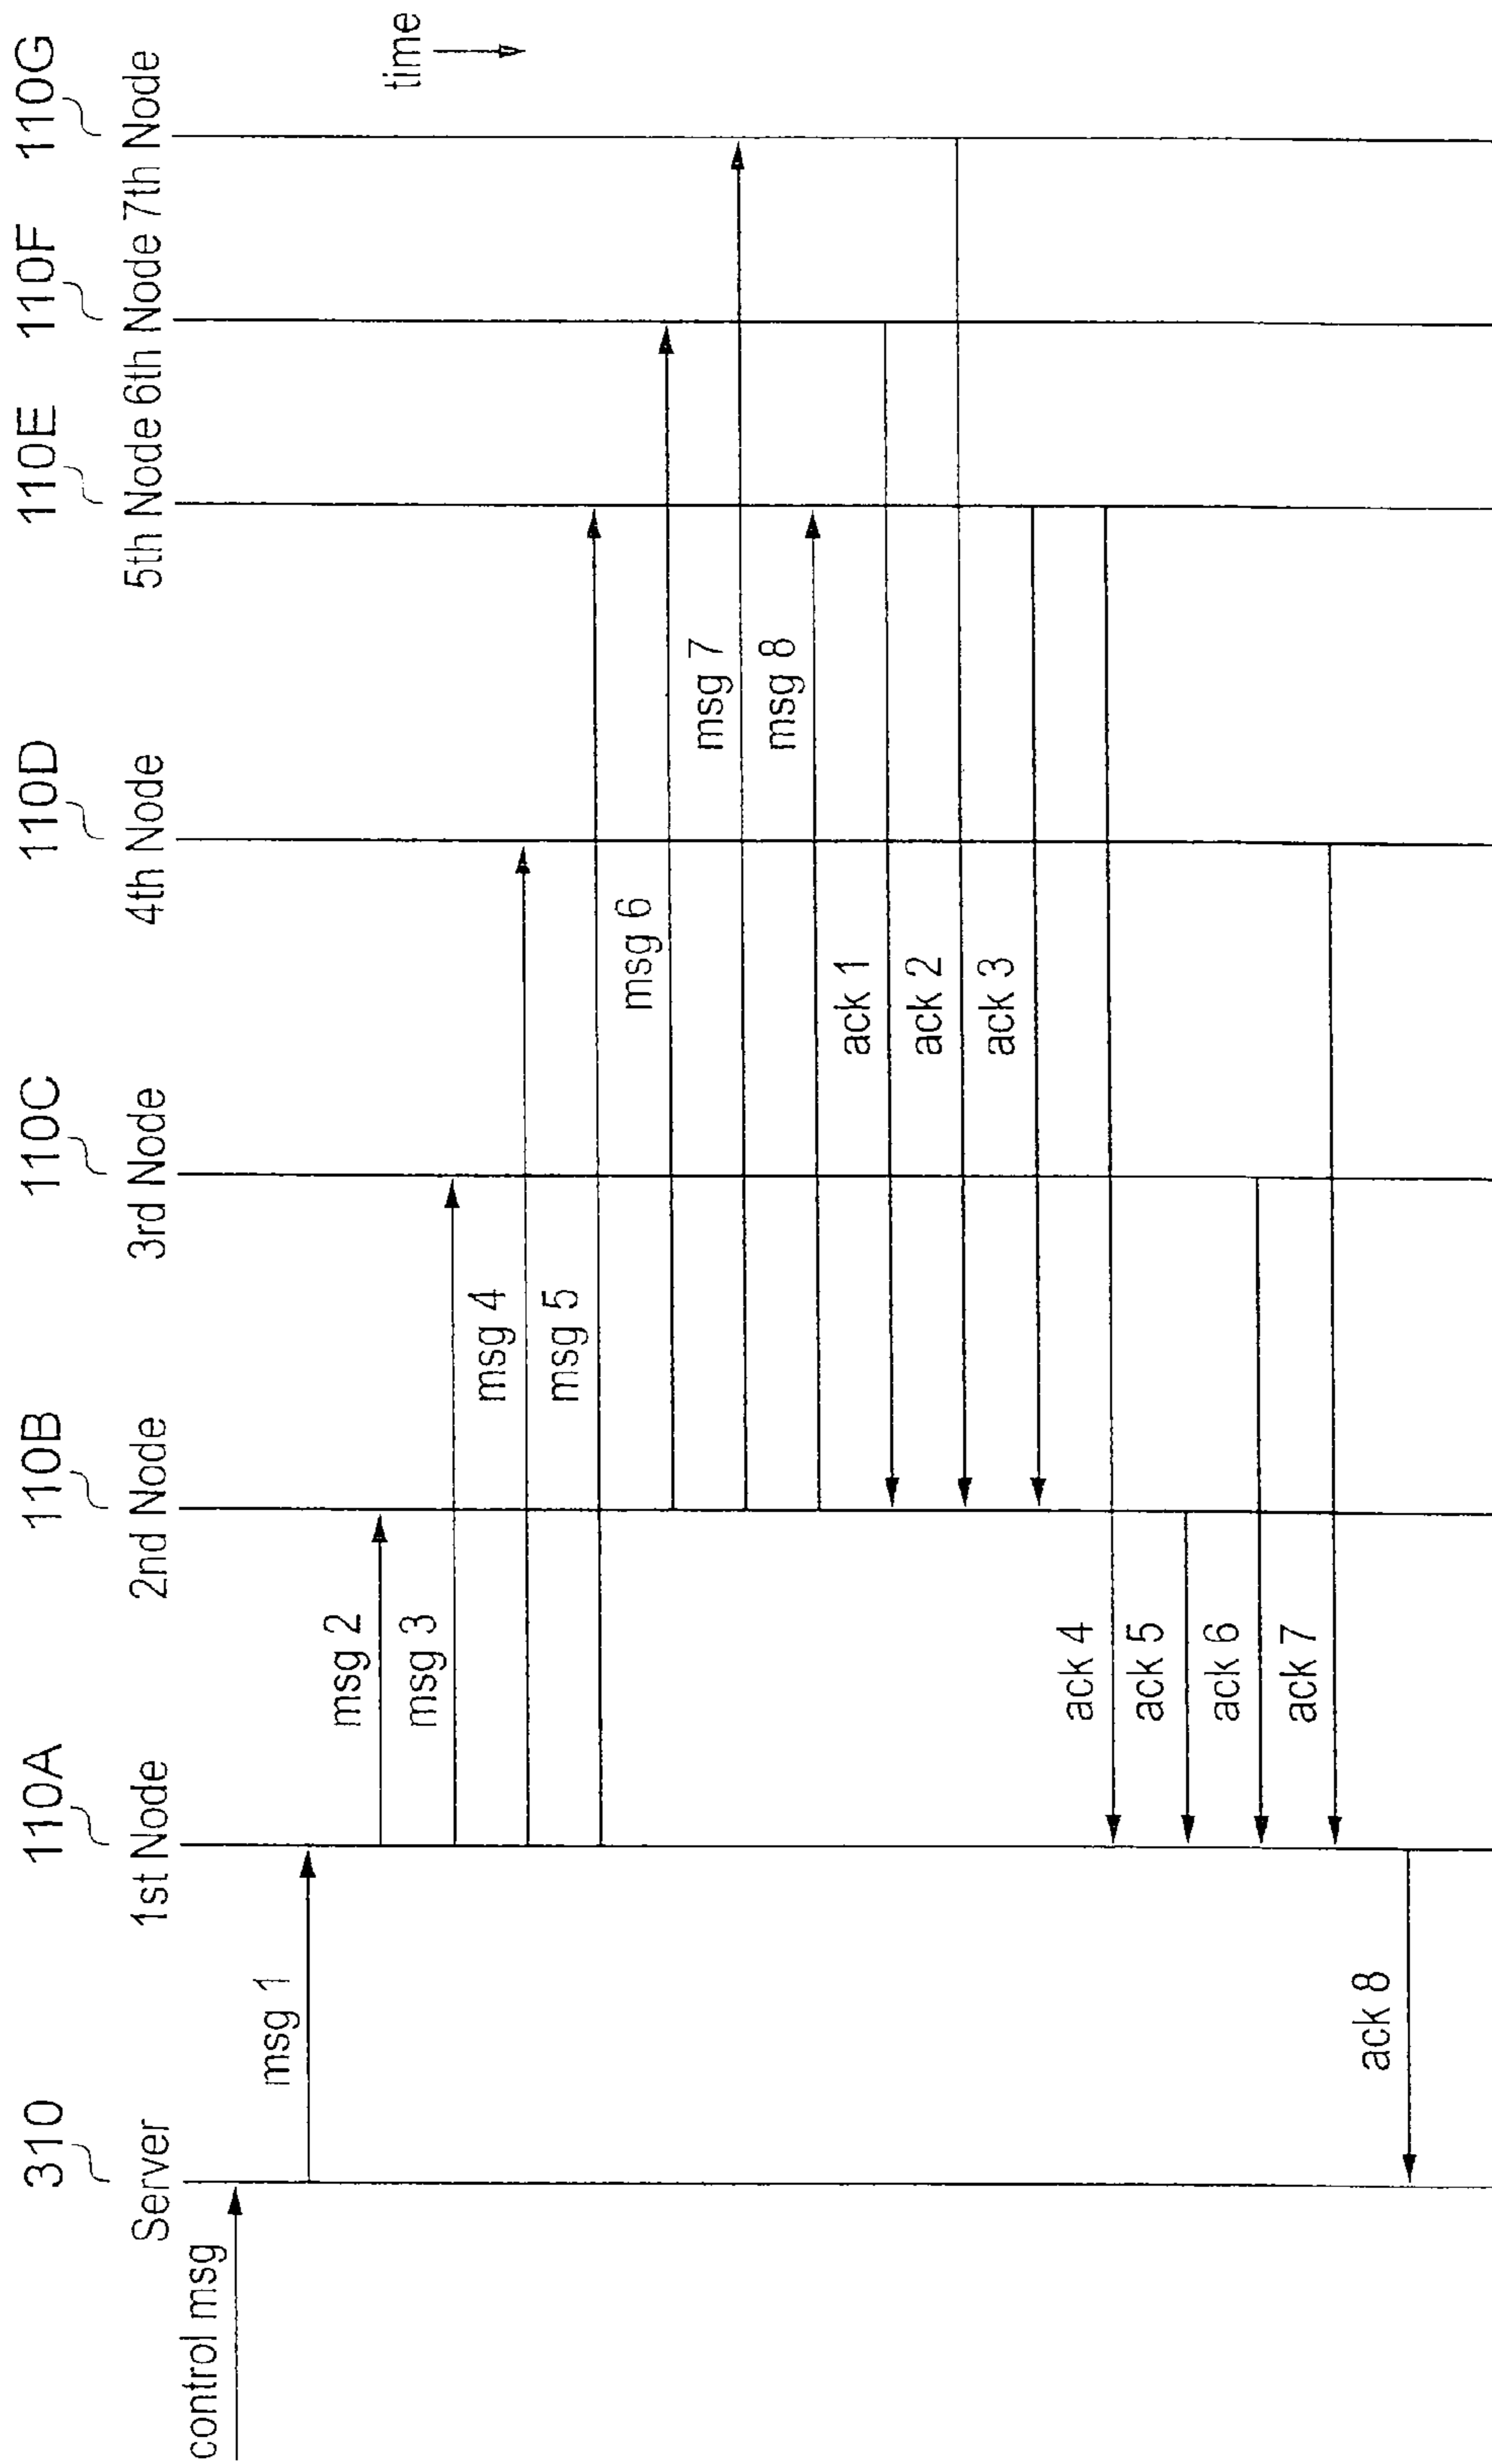 310 110A 110B 110C 110D 110E 110F 110G
Server 1st Node 2nd Node 3rd Node 4th Node 5th Node 6th Node 7th Node
control msg
time
msg 1
msg 2
msg 3
msg 4
msg 5
msg 6
msg 7
msg 8
ack 1
ack 2
ack 3
ack 4
ack 5
ack 6
ack 7
ack 8